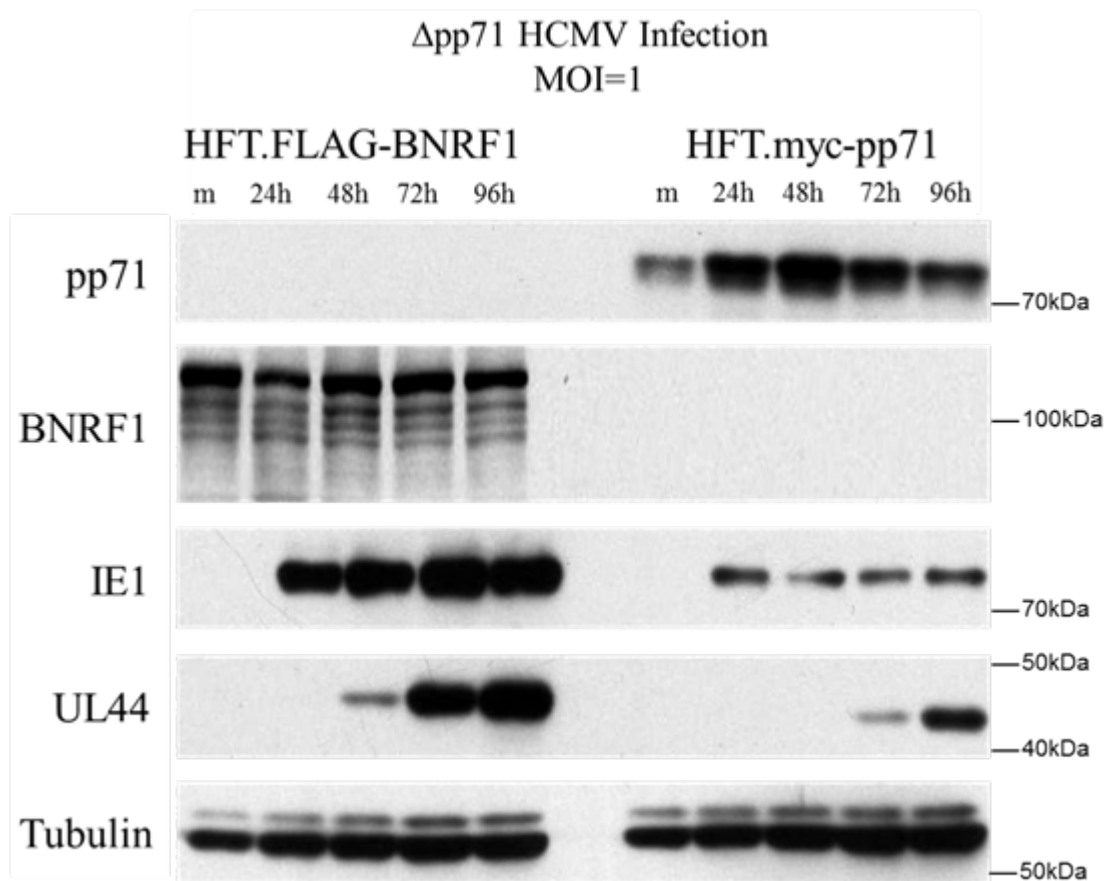 Δpp71 HCMV Infection
MOI=1
HFT.FLAG-BNRF1 HFT.myc-pp71
m 24h 48h 72h 96h m 24h 48h 72h 96h
pp71
70kDa
BNRF1
100kDa
IE1
70kDa
50kDa
UL44
40kDa
Tubulin
50kDa